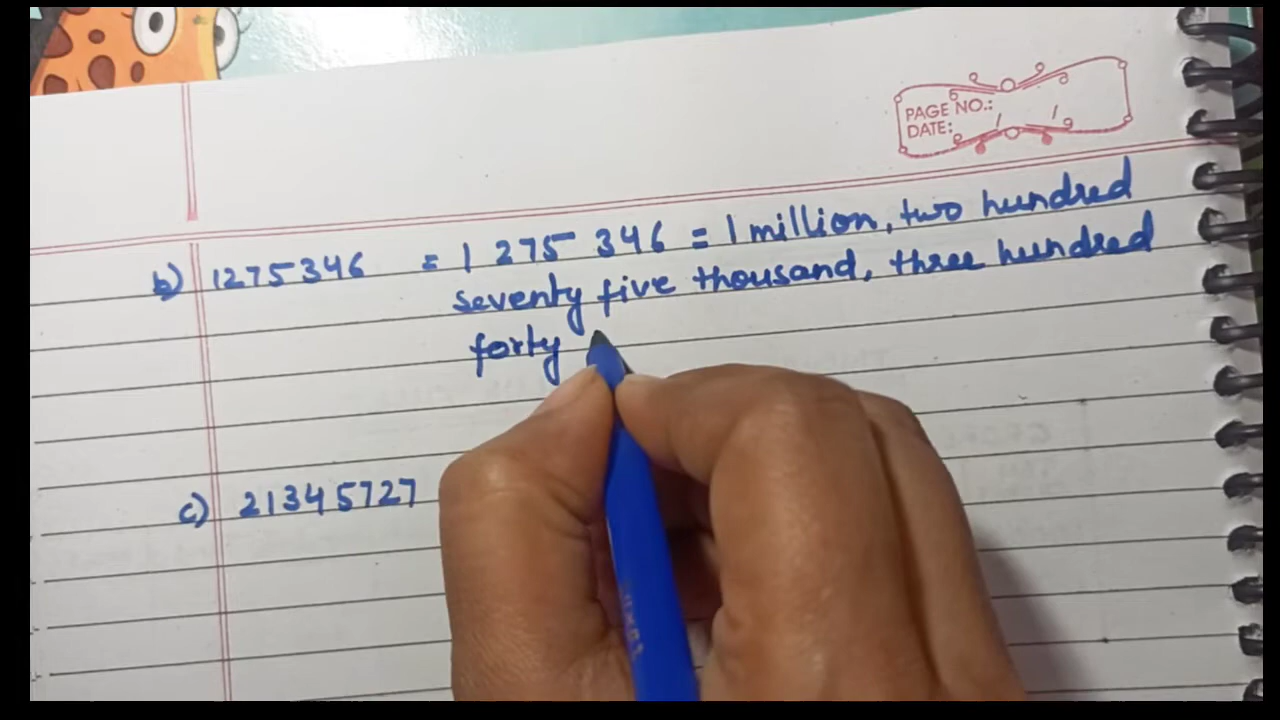 PAGE NO.:
DATE: / /
b) 1275346 = 1 275 346 = 1 million, two hundred
seventy five thousand, three hundred
forty
c) 21345727